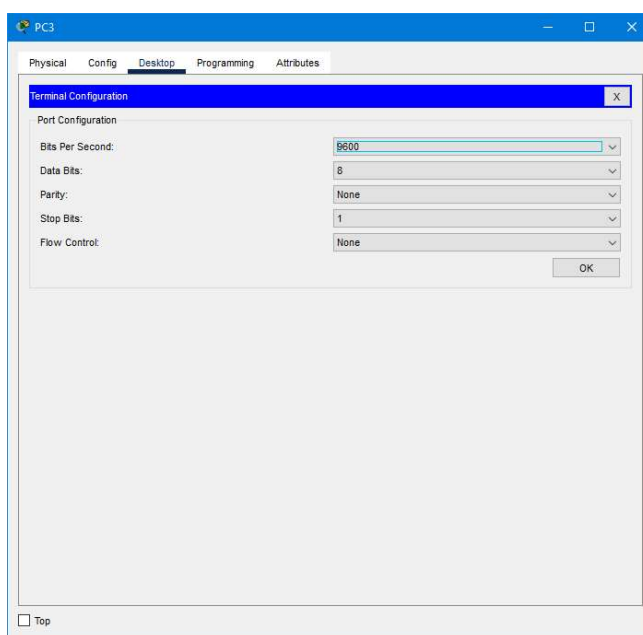 PC3
Physical Config Desktop Programming Attributes
Terminal Configuration X
Port Configuration
Bits Per Second: 9600
Data Bits: 8
Parity: None
Stop Bits: 1
Flow Control: None
OK
Top